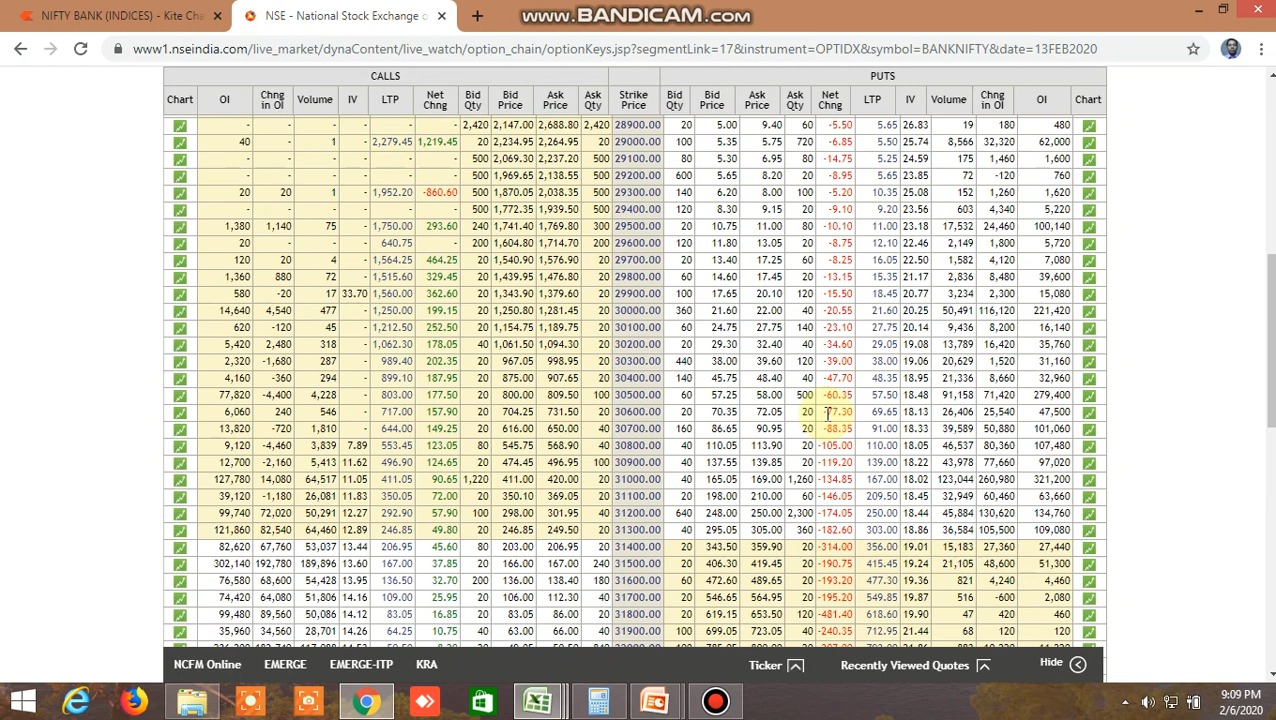 NIFTY BANK (INDICES) - Kite Cha
NSE - National Stock Exchange o
www.BANDICAM.com
www1.nseindia.com/live_market/dynaContent/live_watch/option_chain/optionKeys.jsp?segmentLink=17&instrument=OPTIDX&symbol=BANKNIFTY&date=13FEB2020
CALLS PUTS
Chart OI Chng in OI Volume IV LTP Net Chng Bid Qty Bid Price Ask Price Ask Qty Strike Price Bid Qty Bid Price Ask Price Ask Qty Net Chng LTP IV Volume Chng in OI OI Chart
- - - - - - 2,420 2,147.00 2,688.80 2,420 28900.00 20 5.00 9.40 60 -5.50 5.65 26.83 19 180 480
40 - 1 - 2,279.45 1,219.45 20 2,234.95 2,264.95 20 29000.00 100 5.35 5.75 720 -6.85 5.50 25.74 8,566 32,320 62,000
- - - - - - 500 2,069.30 2,237.20 500 29100.00 80 5.30 6.95 80 -14.75 5.25 24.59 175 1,460 1,600
- - - - - - 500 1,969.65 2,138.55 500 29200.00 600 5.65 8.20 20 -8.95 5.65 23.85 72 -120 760
20 20 1 - 1,952.20 -860.60 500 1,870.05 2,038.35 500 29300.00 140 6.20 8.00 100 -5.20 10.35 25.08 152 1,260 1,620
- - - - - - 500 1,772.35 1,939.50 500 29400.00 120 8.30 9.15 20 -9.10 9.20 23.56 603 4,340 5,220
1,380 1,140 75 - 1,750.00 293.60 240 1,741.40 1,769.80 300 29500.00 20 10.75 11.00 80 -10.10 11.00 23.18 17,532 24,460 100,140
20 - - - 640.75 - 200 1,604.80 1,714.70 200 29600.00 120 11.80 13.05 20 -8.75 12.10 22.46 2,149 1,800 5,720
120 20 4 - 1,564.25 464.25 20 1,540.90 1,576.90 20 29700.00 20 13.40 17.25 60 -8.25 16.05 22.50 1,582 4,120 7,080
1,360 880 72 - 1,515.60 329.45 20 1,439.95 1,476.80 20 29800.00 60 14.60 17.45 20 -13.15 15.35 21.17 2,836 8,480 39,600
580 -20 17 33.70 1,560.00 362.60 20 1,343.90 1,379.60 20 29900.00 100 17.65 20.10 120 -15.50 18.45 20.77 3,234 2,300 15,080
14,640 4,540 477 - 1,250.00 199.15 20 1,250.80 1,281.45 20 30000.00 360 21.60 22.00 40 -20.55 21.60 20.25 50,491 116,120 221,420
620 -120 45 - 1,212.50 252.50 20 1,154.75 1,189.75 20 30100.00 60 24.75 27.75 140 -23.10 27.75 20.14 9,436 8,200 16,140
5,420 2,480 318 - 1,062.30 178.05 40 1,061.50 1,094.30 20 30200.00 20 29.30 32.40 40 -34.60 29.05 19.08 13,789 16,420 35,760
2,320 -1,680 287 - 989.40 202.35 20 967.05 998.95 20 30300.00 440 38.00 39.60 120 -39.00 38.00 19.06 20,629 1,520 31,160
4,160 -360 294 - 899.10 187.95 20 875.00 907.65 20 30400.00 140 45.75 48.40 40 -47.70 48.35 18.95 21,336 8,660 32,960
77,820 -4,400 4,228 - 803.00 177.50 20 800.00 809.50 100 30500.00 60 57.25 58.00 500 -60.35 57.50 18.48 91,158 71,420 279,400
6,060 240 546 - 717.00 157.90 20 704.25 731.50 20 30600.00 20 70.35 72.05 20 77.30 69.65 18.13 26,406 25,540 47,500
13,820 -720 1,810 - 644.00 149.25 20 616.00 650.00 40 30700.00 160 86.65 90.95 20 -88.35 91.00 18.33 39,589 50,880 101,060
9,120 -4,460 3,839 7.89 553.45 123.05 80 545.75 568.90 40 30800.00 40 110.05 113.90 20 -105.00 110.00 18.05 46,537 80,360 107,480
12,700 -2,160 5,413 11.62 496.90 124.65 20 474.45 496.95 100 30900.00 40 137.55 139.85 20 -119.20 139.00 18.22 43,978 77,660 97,020
127,780 14,080 64,517 11.05 411.05 90.65 1,220 411.00 420.00 20 31000.00 40 165.05 169.00 1,260 -134.85 167.00 18.02 123,044 260,980 321,200
39,120 -1,180 26,081 11.83 350.05 72.00 20 350.10 369.05 20 31100.00 20 198.00 210.00 60 -146.05 209.50 18.45 32,949 60,460 63,660
99,740 72,020 50,291 12.27 292.90 57.90 100 298.00 301.95 40 31200.00 640 248.00 250.00 2,300 -174.05 250.00 18.44 45,884 130,620 134,760
121,860 82,540 64,460 12.89 246.85 49.80 20 246.85 249.50 20 31300.00 40 295.05 305.00 360 -182.60 303.00 18.86 36,584 105,500 109,080
82,620 67,760 53,037 13.44 206.95 45.60 80 203.00 206.95 20 31400.00 20 343.50 359.90 20 -314.00 356.00 19.01 15,183 27,360 27,440
302,140 192,780 189,896 13.60 167.00 37.85 20 166.00 167.00 240 31500.00 20 406.30 419.45 20 -190.75 415.45 19.24 21,103 48,600 51,300
76,580 68,600 54,428 13.95 136.50 32.70 200 136.00 138.40 180 31600.00 60 472.60 489.65 20 -193.20 477.30 19.36 821 4,240 4,460
74,420 64,080 51,806 14.16 109.00 25.95 20 106.00 112.30 40 31700.00 20 546.65 564.95 20 -195.20 549.85 19.87 516 -600 2,080
99,480 89,560 50,086 14.12 83.05 16.85 20 83.05 86.00 20 31800.00 20 619.15 653.50 120 -481.40 618.60 19.90 47 420 460
35,960 34,560 28,701 14.26 64.25 10.75 40 63.00 66.00 40 31900.00 100 699.05 723.05 40 -240.35 712.95 21.44 68 120 120
NCFM Online EMERGE EMERGE-ITP KRA Ticker Recently Viewed Quotes Hide
9:09 PM
2/6/2020